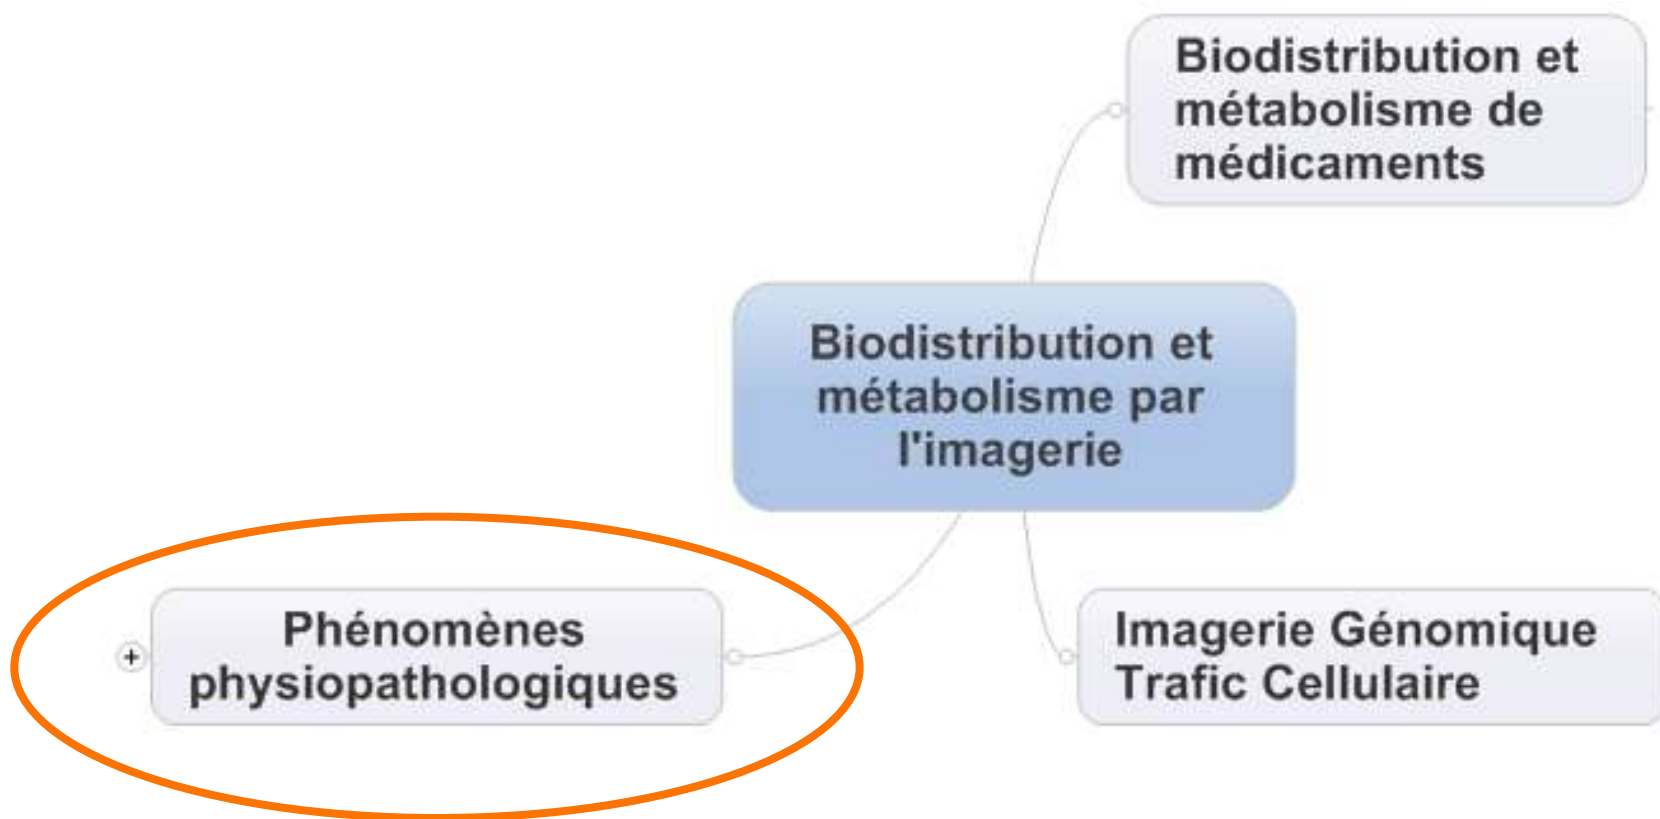 Biodistribution et
métabolisme de
médicaments
Biodistribution et
métabolisme par
l'imagerie
Phénomènes
physiopathologiques
+
Imagerie Génomique
Trafic Cellulaire